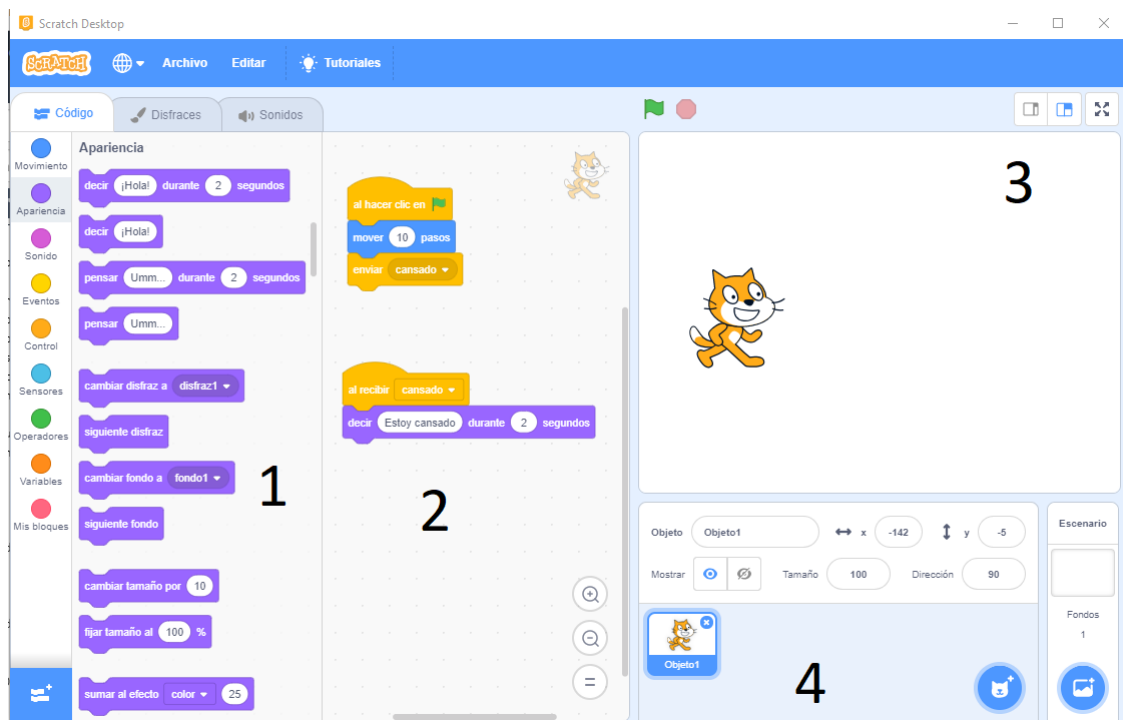 Scratch Desktop
SCRATCH Archivo Editar Tutoriales
Código Disfraces Sonidos
Movimiento
Apariencia
Sonido
Eventos
Control
Sensores
Operadores
Variables
Mis bloques
Apariencia
decir ¡Hola! durante 2 segundos
decir ¡Hola!
pensar Umm... durante 2 segundos
pensar Umm...
cambiar disfraz a disfraz1
siguiente disfraz
cambiar fondo a fondo1
siguiente fondo
cambiar tamaño por 10
fijar tamaño al 100 %
sumar al efecto color 25
1
al hacer clic en
mover 10 pasos
enviar cansado
al recibir cansado
decir Estoy cansado durante 2 segundos
2
3
Objeto Objeto1 x -142 y -5
Mostrar Tamaño 100 Dirección 90
Objeto1
4
Escenario
Fondos
1